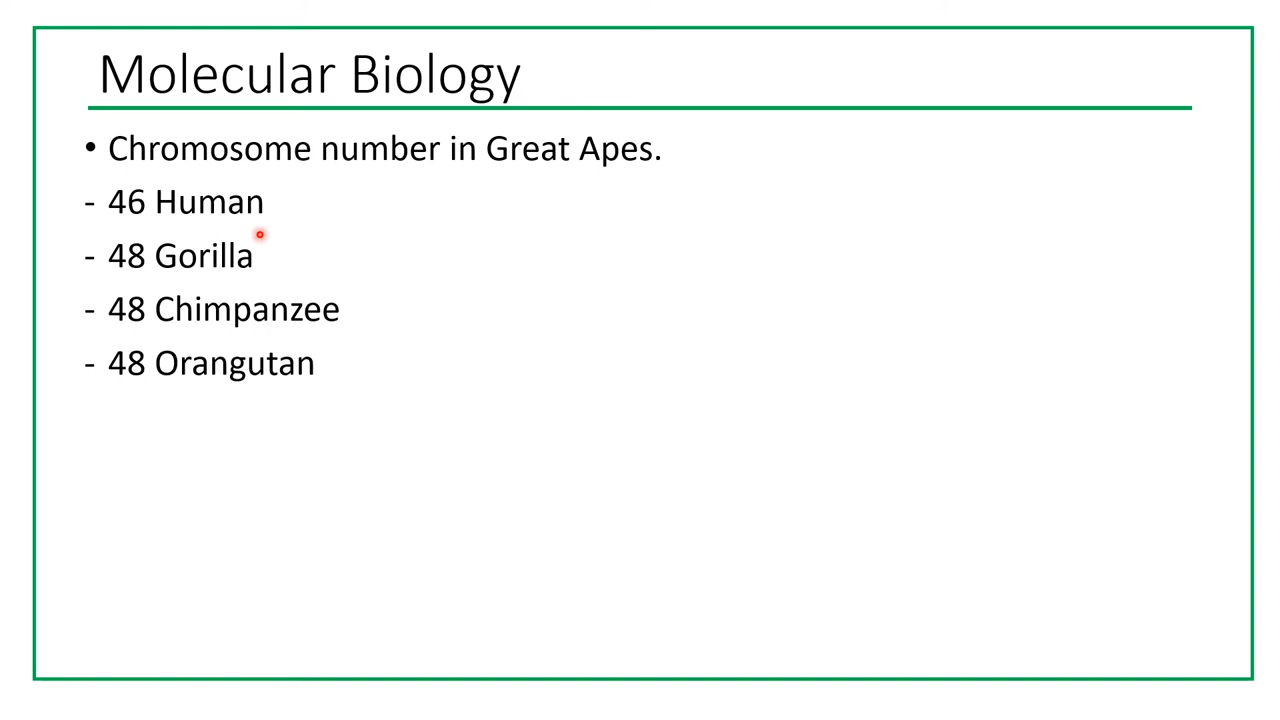 Molecular Biology
• Chromosome number in Great Apes.
- 46 Human
- 48 Gorilla
- 48 Chimpanzee
- 48 Orangutan